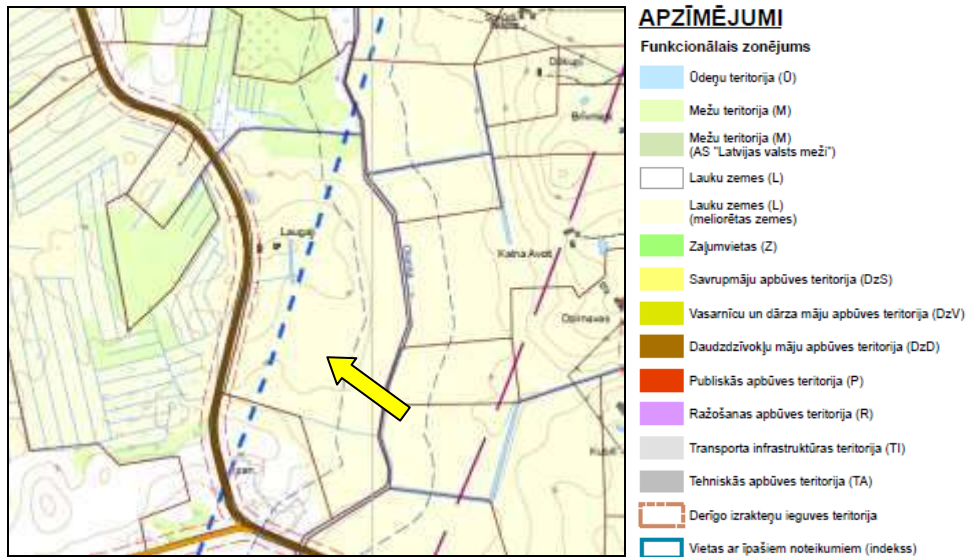 Laugaļi
Kalna Avoti
Dzirnavas
APZĪMĒJUMI
Funkcionālais zonējums
Ūdeņu teritorija (Ū)
Mežu teritorija (M)
Mežu teritorija (M)
(AS "Latvijas valsts meži")
Lauku zemes (L)
Lauku zemes (L)
(meliorētas zemes)
Zaļumvietas (Z)
Savrupmāju apbūves teritorija (DzS)
Vasarnīcu un dārza māju apbūves teritorija (DzV)
Daudzdzīvokļu māju apbūves teritorija (DzD)
Publiskās apbūves teritorija (P)
Ražošanas apbūves teritorija (R)
Transporta infrastruktūras teritorija (TI)
Tehniskās apbūves teritorija (TA)
Derīgo izrakteņu ieguves teritorija
Vietas ar īpašiem noteikumiem (indekss)